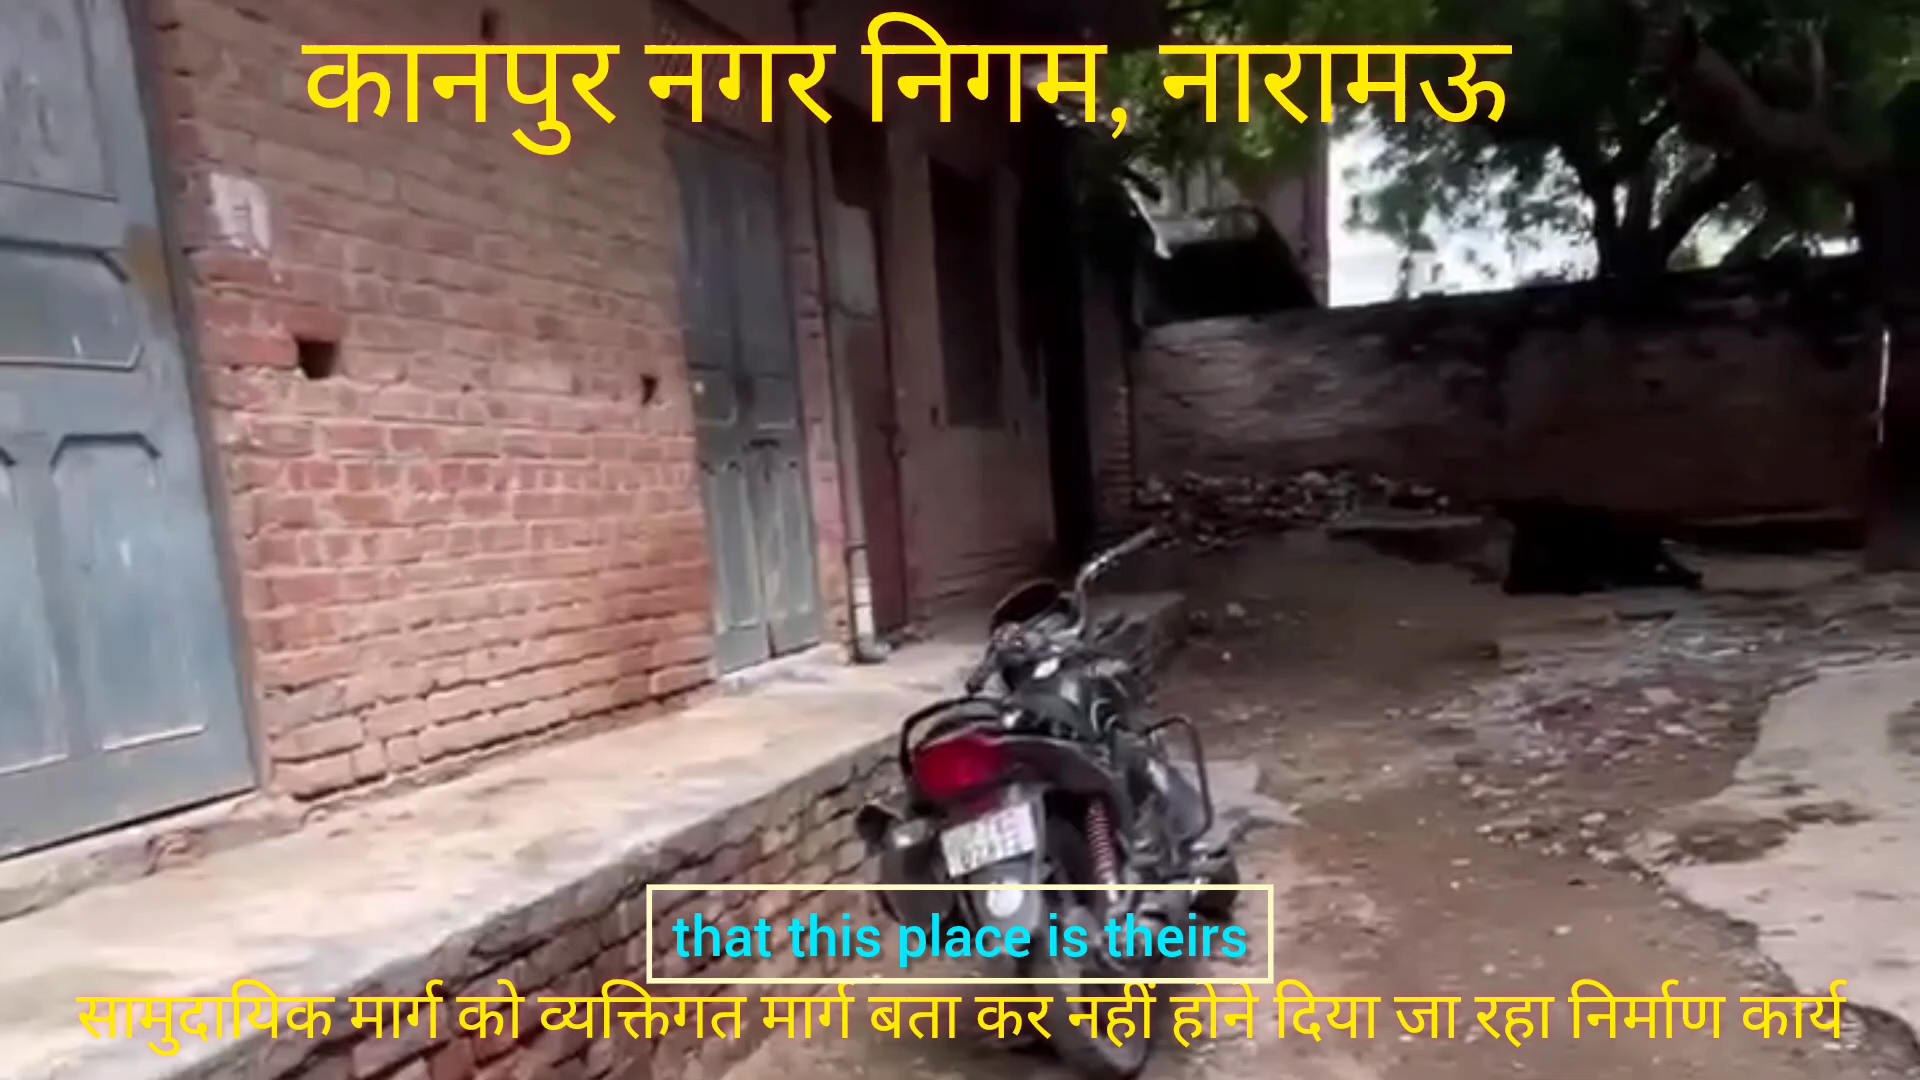 कानपुर नगर निगम, नारामऊ
that this place is theirs
सामुदायिक मार्ग को व्यक्तिगत मार्ग बता कर नहीं होने दिया जा रहा निर्माण कार्य